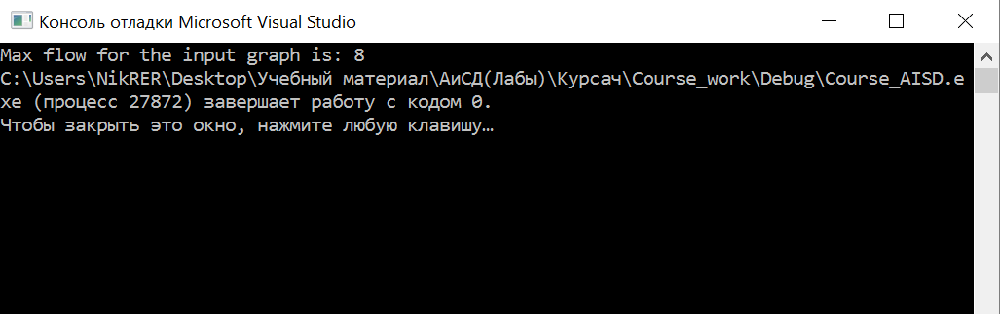 Консоль отладки Microsoft Visual Studio
Max flow for the input graph is: 8
C:\Users\NikRER\Desktop\Учебный материал\АиСД(Лабы)\Курсач\Course_work\Debug\Course_AISD.e
xe (процесс 27872) завершает работу с кодом 0.
Чтобы закрыть это окно, нажмите любую клавишу…